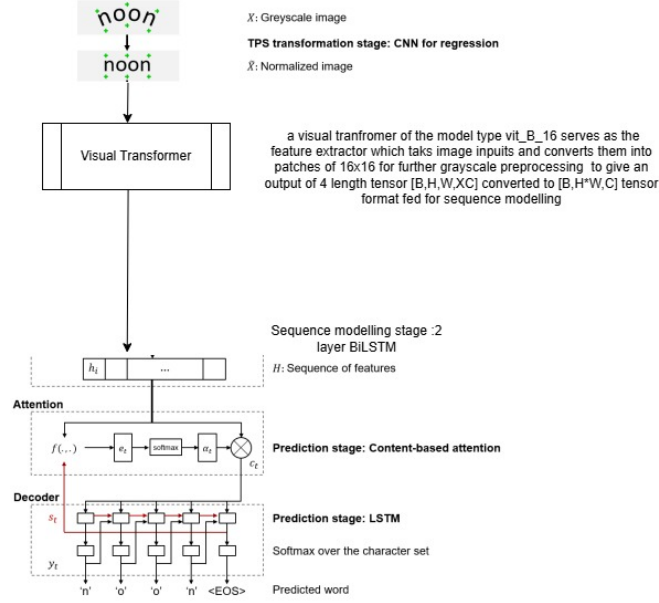 noon
X: Greyscale image
TPS transformation stage: CNN for regression
noon
X̃: Normalized image
Visual Transformer
a visual tranfromer of the model type vit_B_16 serves as the
feature extractor which taks image inpuits and converts them into
patches of 16x16 for further grayscale preprocessing to give an
output of 4 length tensor [B,H,W,XC] converted to [B,H*W,C] tensor
format fed for sequence modelling
Sequence modelling stage :2
layer BiLSTM
hᵢ ...
H: Sequence of features
Attention
f(...) eₜ softmax αₜ
cₜ
Prediction stage: Content-based attention
Decoder
sₜ
Prediction stage: LSTM
Softmax over the character set
yₜ
'n' 'o' 'o' 'n' <EOS>
Predicted word